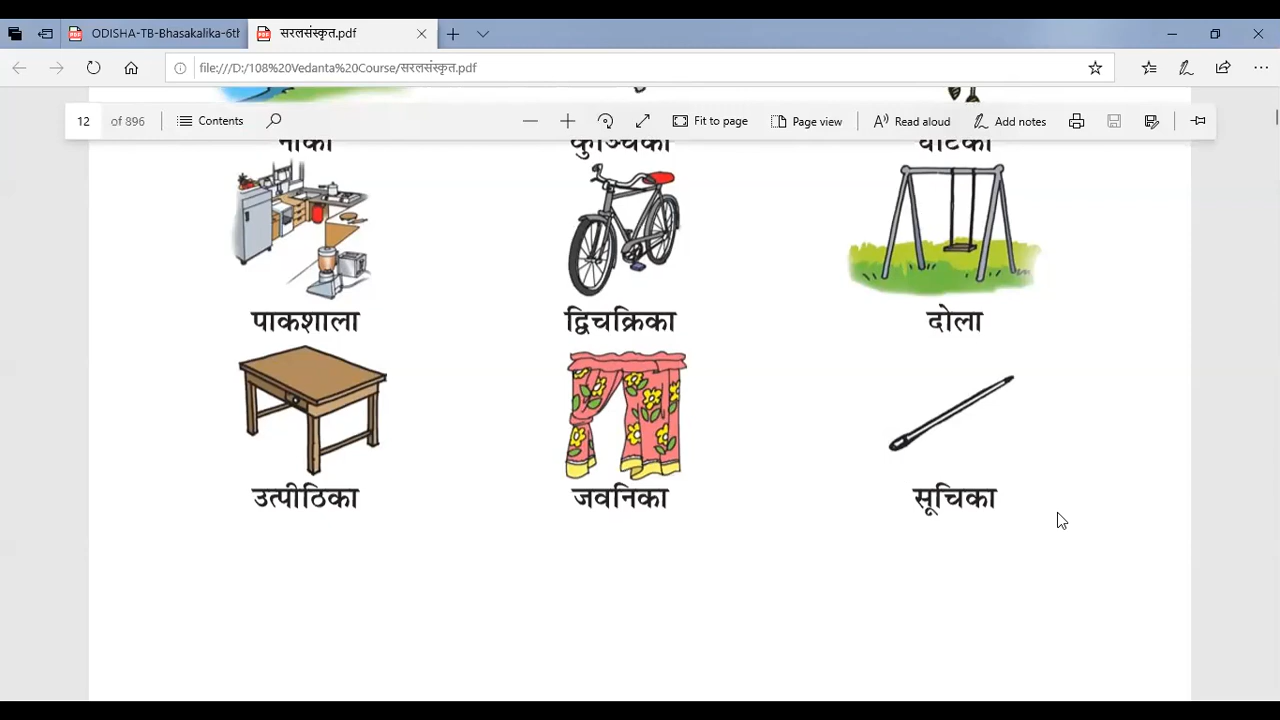 ODISHA-TB-Bhasakalika-6th
सरलसंस्कृत.pdf
file:///D:/108%20Vedanta%20Course/सरलसंस्कृत.pdf
12 of 896 Contents Fit to page Page view Read aloud Add notes
नौका कुञ्चिका घटिका
पाकशाला द्विचक्रिका दोला
उत्पीठिका जवनिका सूचिका